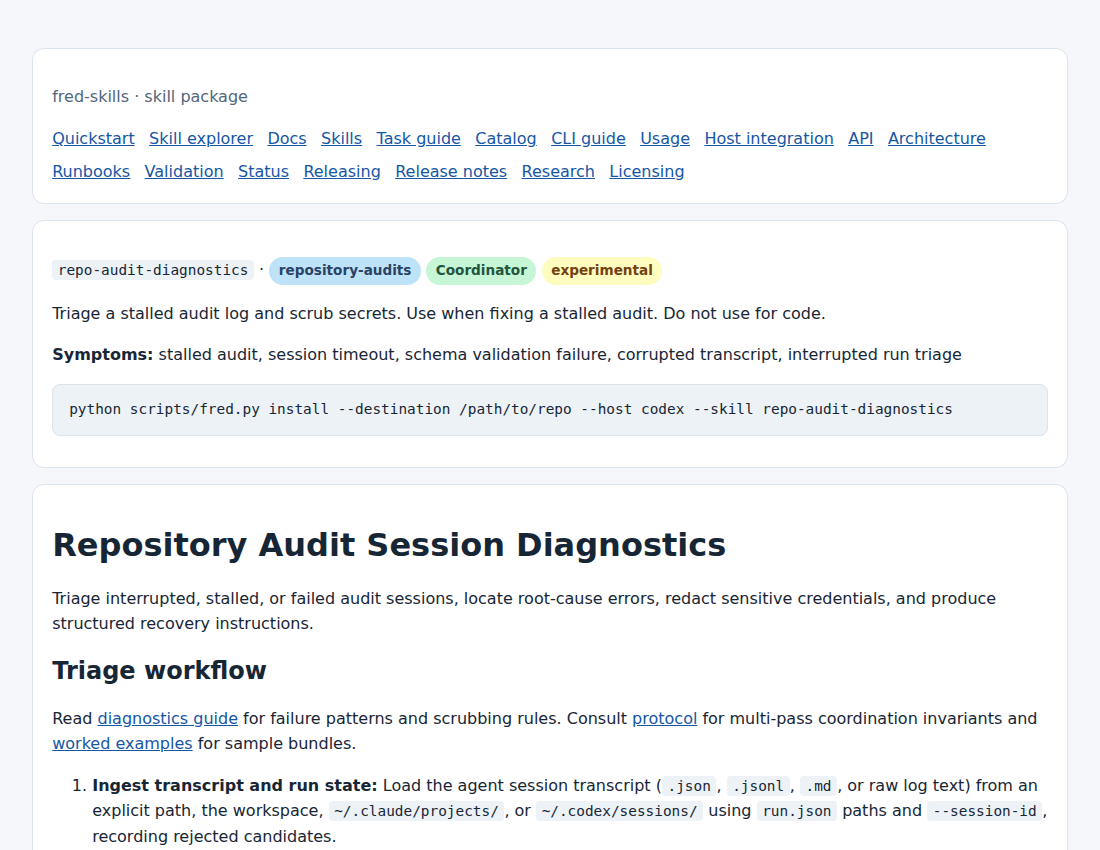 fred-skills · skill package
Quickstart Skill explorer Docs Skills Task guide Catalog CLI guide Usage Host integration API Architecture
Runbooks Validation Status Releasing Release notes Research Licensing
repo-audit-diagnostics · repository-audits Coordinator experimental
Triage a stalled audit log and scrub secrets. Use when fixing a stalled audit. Do not use for code.
Symptoms: stalled audit, session timeout, schema validation failure, corrupted transcript, interrupted run triage
python scripts/fred.py install --destination /path/to/repo --host codex --skill repo-audit-diagnostics
Repository Audit Session Diagnostics
Triage interrupted, stalled, or failed audit sessions, locate root-cause errors, redact sensitive credentials, and produce
structured recovery instructions.
Triage workflow
Read diagnostics guide for failure patterns and scrubbing rules. Consult protocol for multi-pass coordination invariants and
worked examples for sample bundles.
1. Ingest transcript and run state: Load the agent session transcript (.json, .jsonl, .md, or raw log text) from an
explicit path, the workspace, ~/.claude/projects/, or ~/.codex/sessions/ using run.json paths and --session-id,
recording rejected candidates.